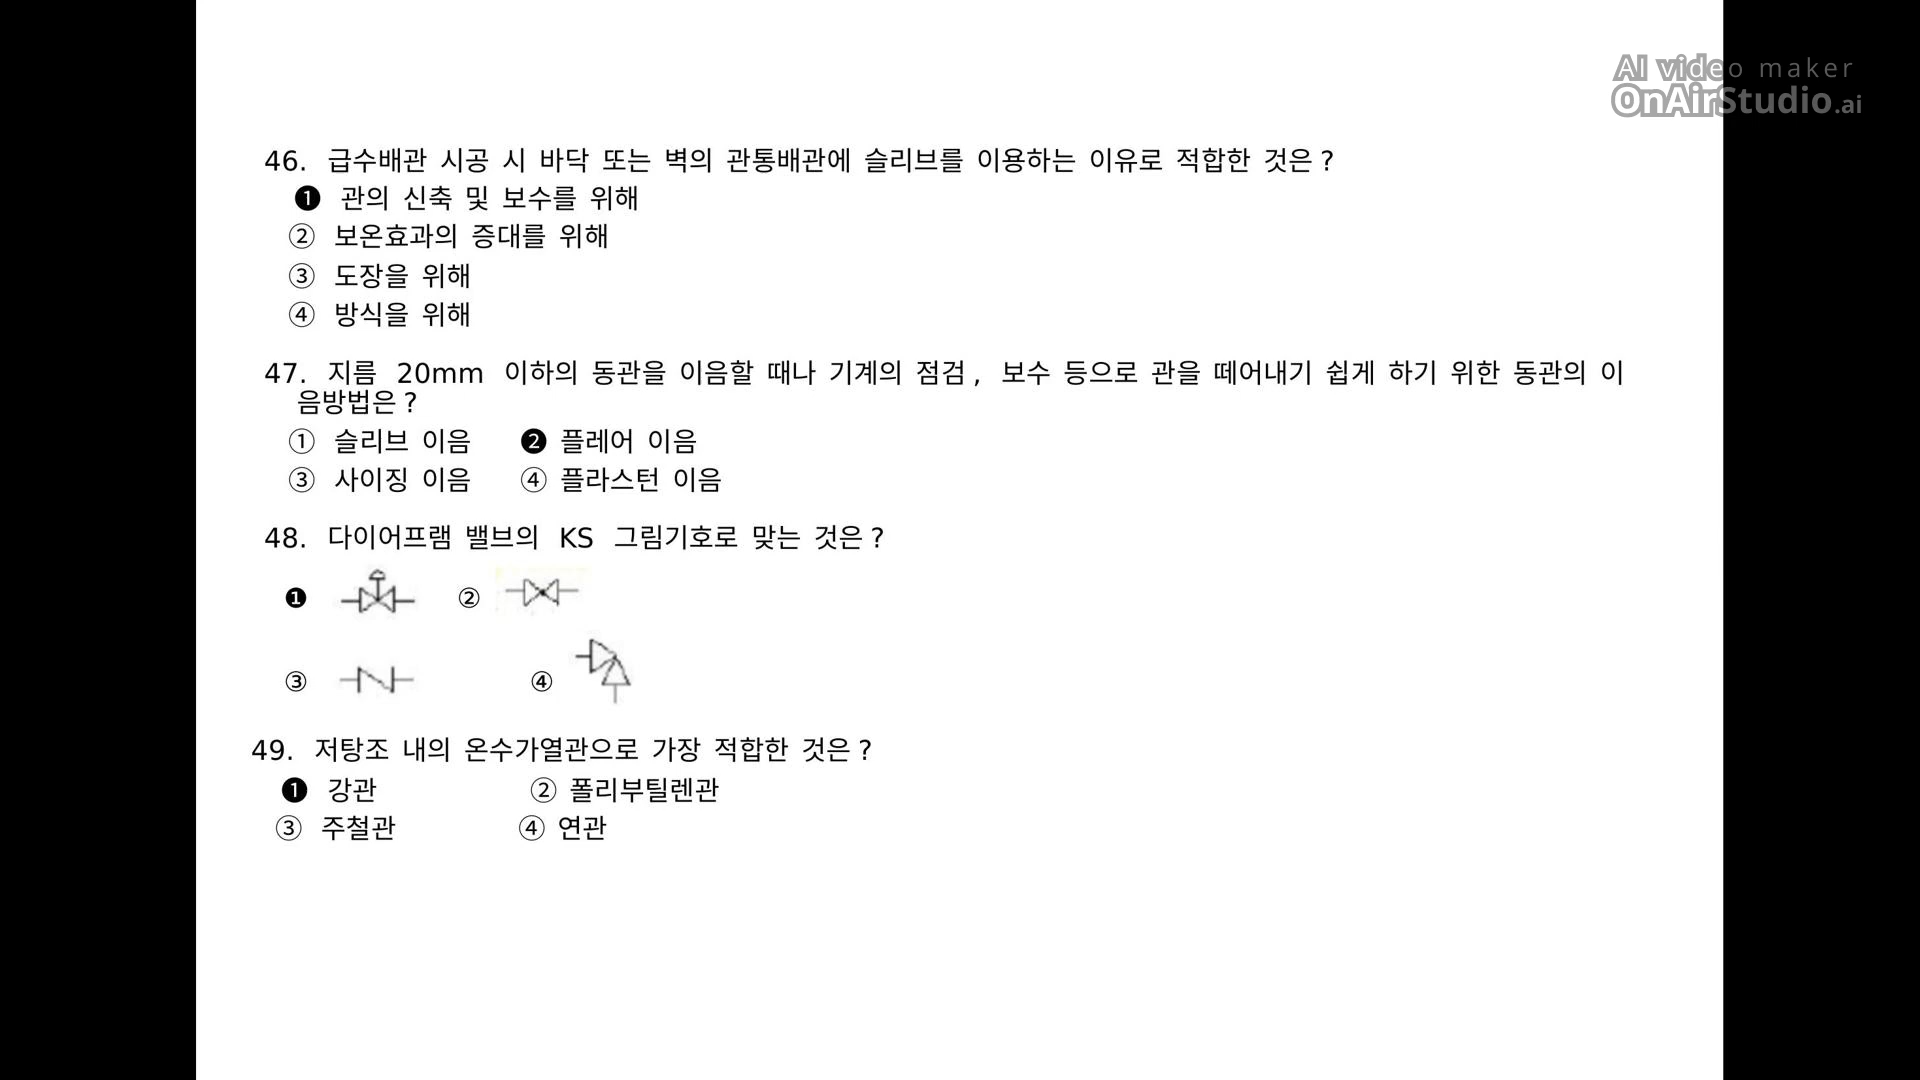 AI video maker
OnAirStudio.ai
46. 급수배관 시공 시 바닥 또는 벽의 관통배관에 슬리브를 이용하는 이유로 적합한 것은?
❶ 관의 신축 및 보수를 위해
② 보온효과의 증대를 위해
③ 도장을 위해
④ 방식을 위해
47. 지름 20mm 이하의 동관을 이음할 때나 기계의 점검, 보수 등으로 관을 떼어내기 쉽게 하기 위한 동관의 이
음방법은?
① 슬리브 이음 ❷ 플레어 이음
③ 사이징 이음 ④ 플라스턴 이음
48. 다이어프램 밸브의 KS 그림기호로 맞는 것은?
❶ ②
③ ④
49. 저탕조 내의 온수가열관으로 가장 적합한 것은?
❶ 강관 ② 폴리부틸렌관
③ 주철관 ④ 연관